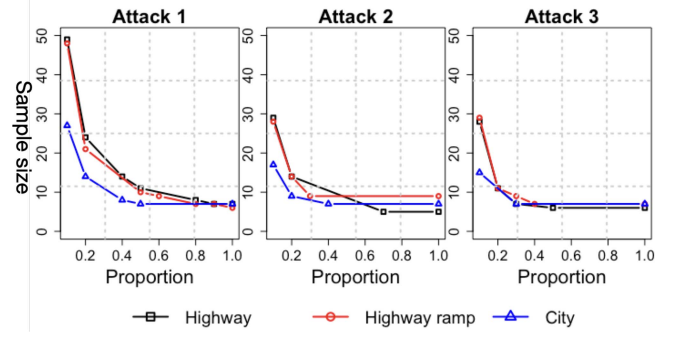 Attack 1
Attack 2
Attack 3
Sample size
0 10 20 30 40 50
0 10 20 30 40 50
0 10 20 30 40 50
0.2 0.4 0.6 0.8 1.0
0.2 0.4 0.6 0.8 1.0
0.2 0.4 0.6 0.8 1.0
Proportion
Proportion
Proportion
Highway
Highway ramp
City